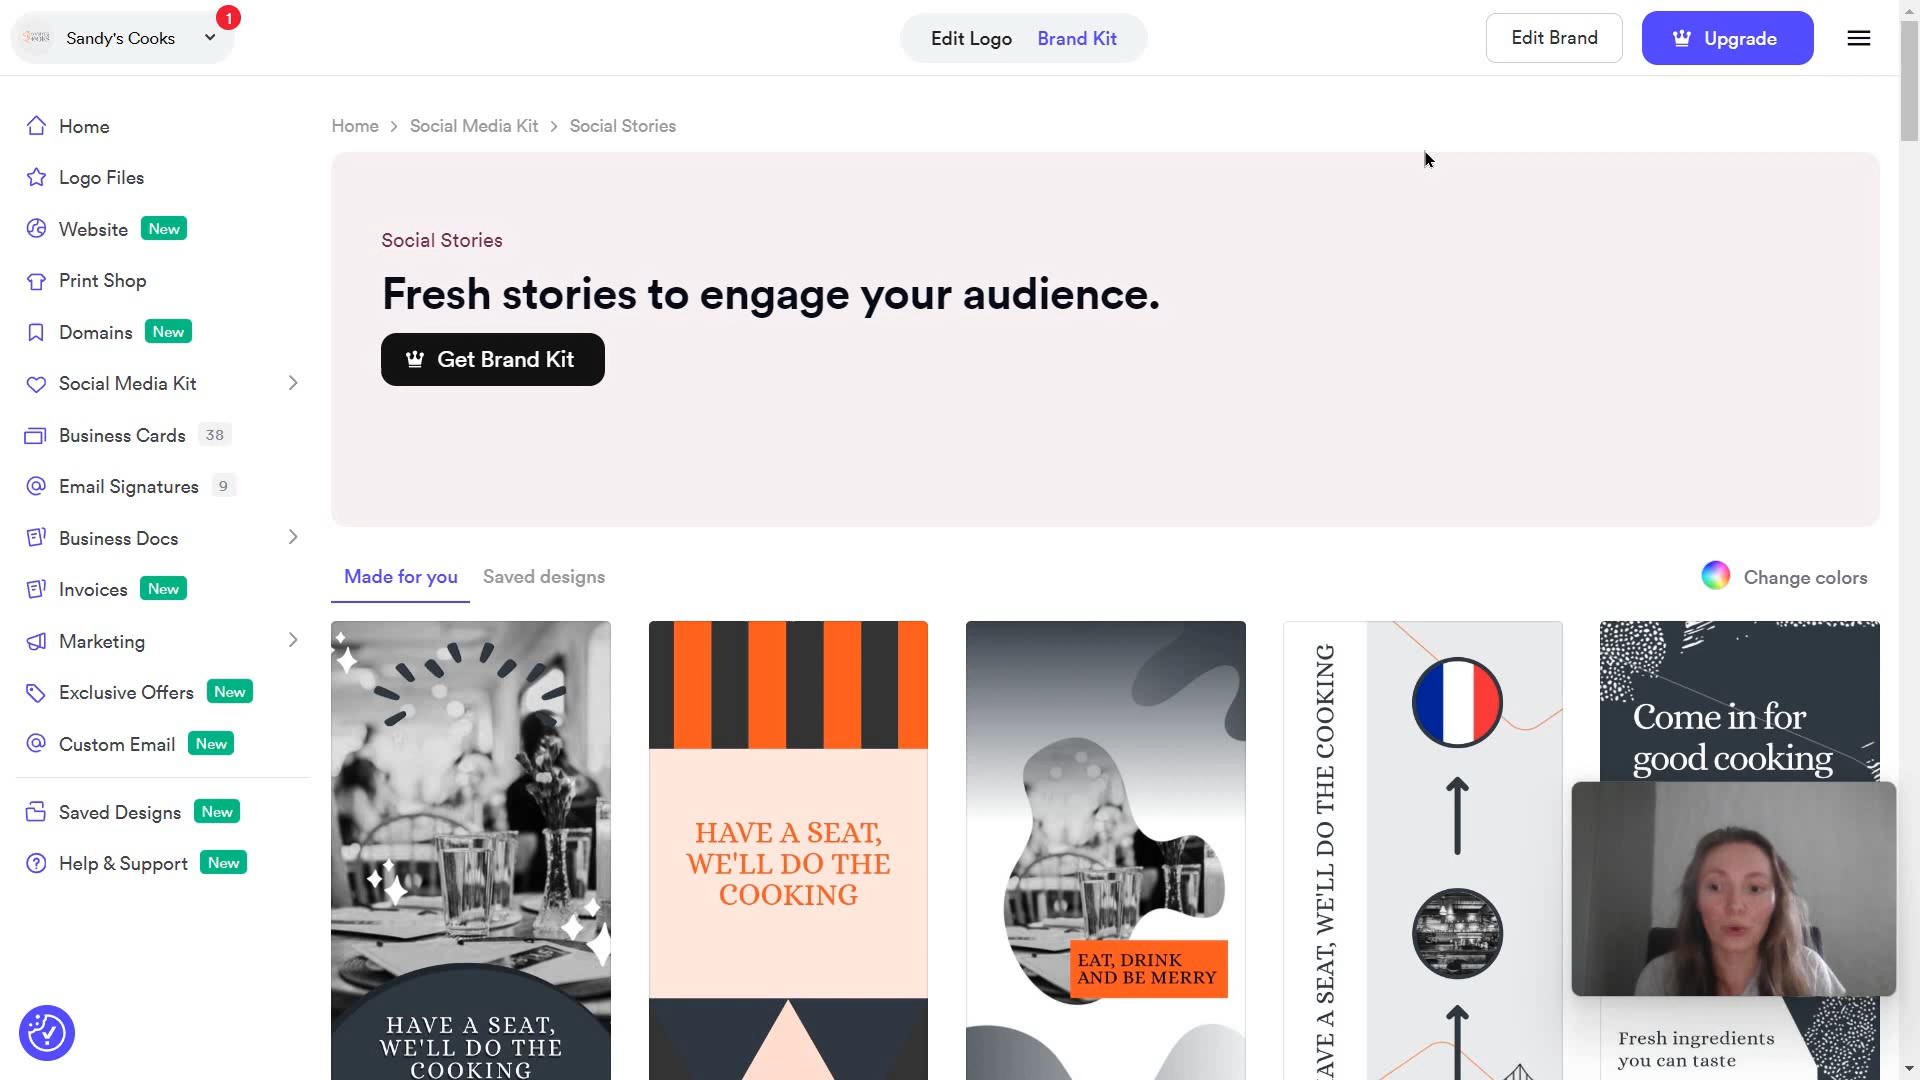 1
Sandy's Cooks
Edit Logo
Brand Kit
Edit Brand
Upgrade
Home
Logo Files
Website New
Print Shop
Domains New
Social Media Kit
Business Cards 38
Email Signatures 9
Business Docs
Invoices New
Marketing
Exclusive Offers New
Custom Email New
Saved Designs New
Help & Support New
Home > Social Media Kit > Social Stories
Social Stories
Fresh stories to engage your audience.
Get Brand Kit
Made for you
Saved designs
Change colors
HAVE A SEAT,
WE'LL DO THE
COOKING
HAVE A SEAT,
WE'LL DO THE
COOKING
EAT, DRINK
AND BE MERRY
HAVE A SEAT, WE'LL DO THE COOKING
Come in for
good cooking
Fresh ingredients
you can taste